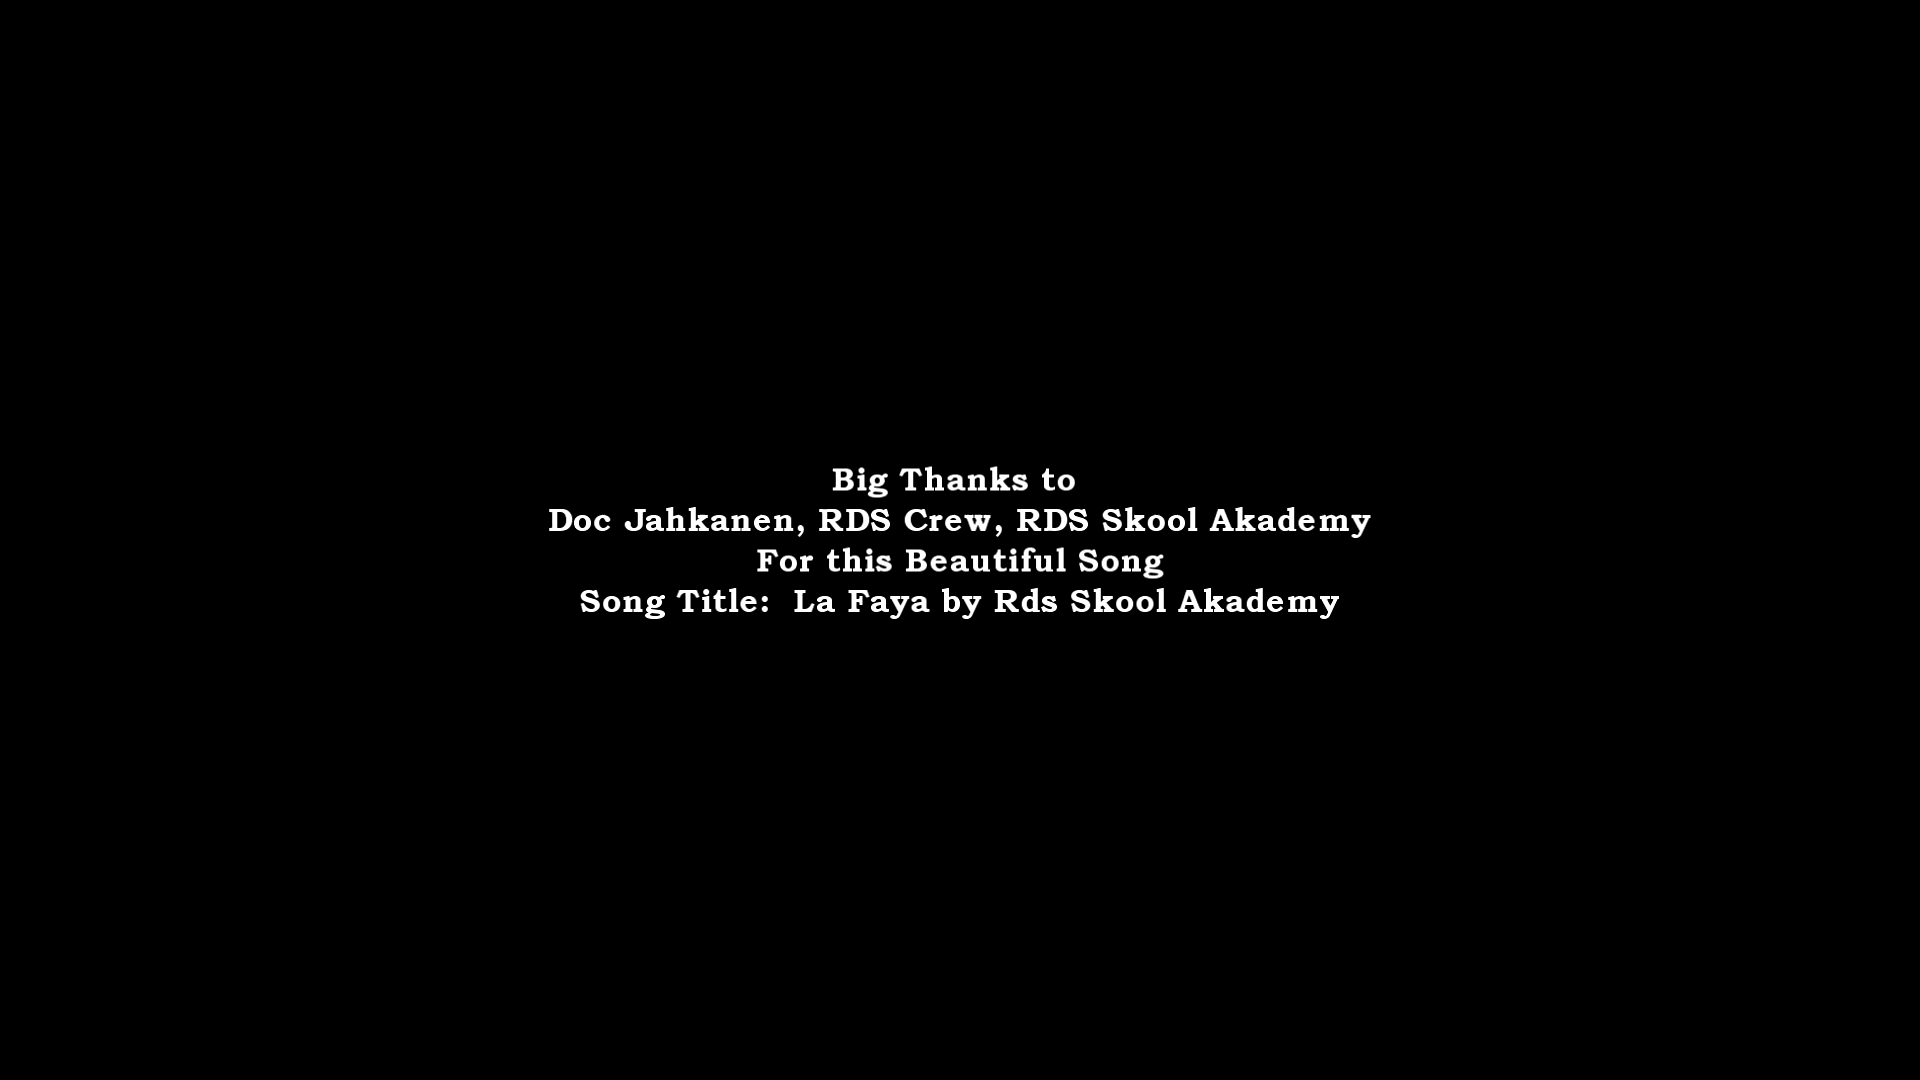 Big Thanks to
Doc Jahkanen, RDS Crew, RDS Skool Akademy
For this Beautiful Song
Song Title:  La Faya by Rds Skool Akademy